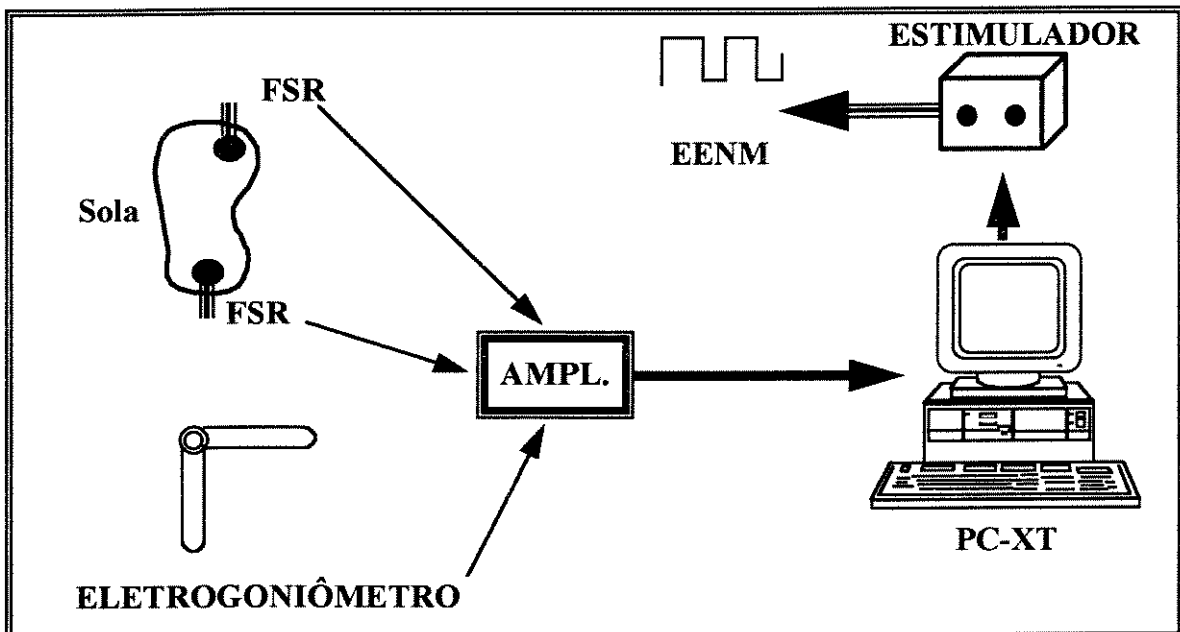 ESTIMULADOR
FSR
EENM
Sola
FSR
AMPL.
PC-XT
ELETROGONIÔMETRO